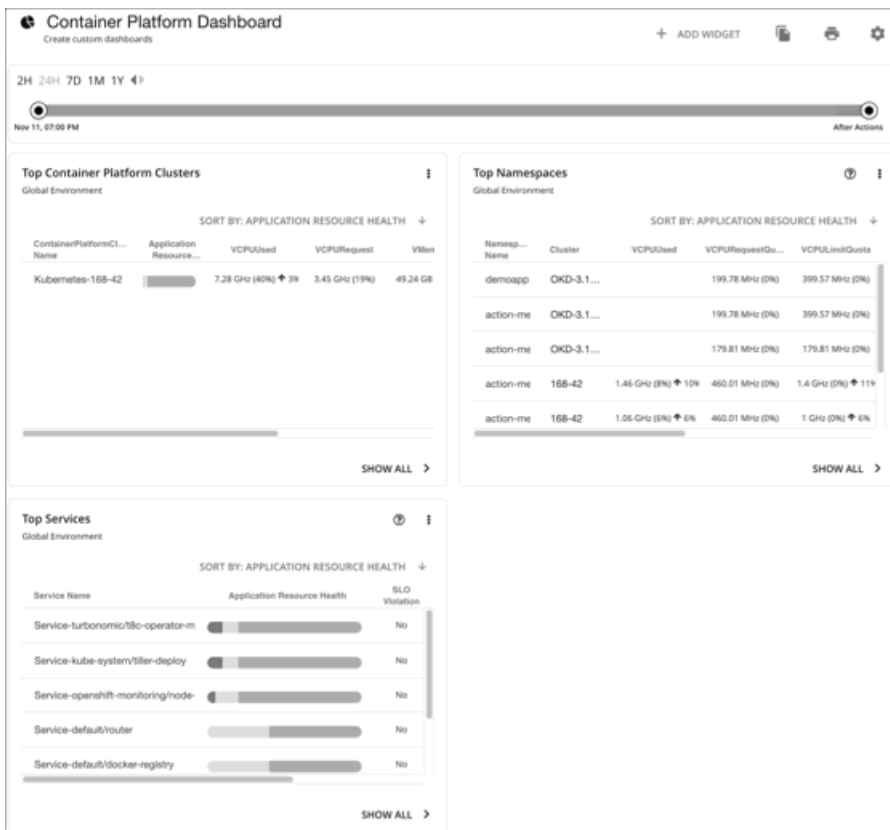 Container Platform Dashboard
Create custom dashboards
+ ADD WIDGET
2H 24H 7D 1M 1Y
Nov 11, 07:00 PM
After Actions
Top Container Platform Clusters
Global Environment
SORT BY: APPLICATION RESOURCE HEALTH
ContainerPlatformCl... Name Application Resource... VCPUUsed VCPURequest VMem
Kubernetes-168-42 7.28 GHz (40%) 3% 3.45 GHz (19%) 49.24 GB
SHOW ALL
Top Namespaces
Global Environment
SORT BY: APPLICATION RESOURCE HEALTH
Namesp... Name Cluster VCPUUsed VCPURequestQu... VCPULimitQuota
demoapp OKD-3.1... 199.78 MHz (0%) 399.57 MHz (0%)
action-me OKD-3.1... 199.78 MHz (0%) 399.57 MHz (0%)
action-me OKD-3.1... 179.81 MHz (0%) 179.81 MHz (0%)
action-me 168-42 1.46 GHz (8%) 10% 460.01 MHz (0%) 1.4 GHz (0%) 11%
action-me 168-42 1.06 GHz (6%) 6% 460.01 MHz (0%) 1 GHz (0%) 6%
SHOW ALL
Top Services
Global Environment
SORT BY: APPLICATION RESOURCE HEALTH
Service Name Application Resource Health SLO Violation
Service-turbonomic/t8c-operator-m No
Service-kube-system/tiller-deploy No
Service-openshift-monitoring/node- No
Service-default/router No
Service-default/docker-registry No
SHOW ALL